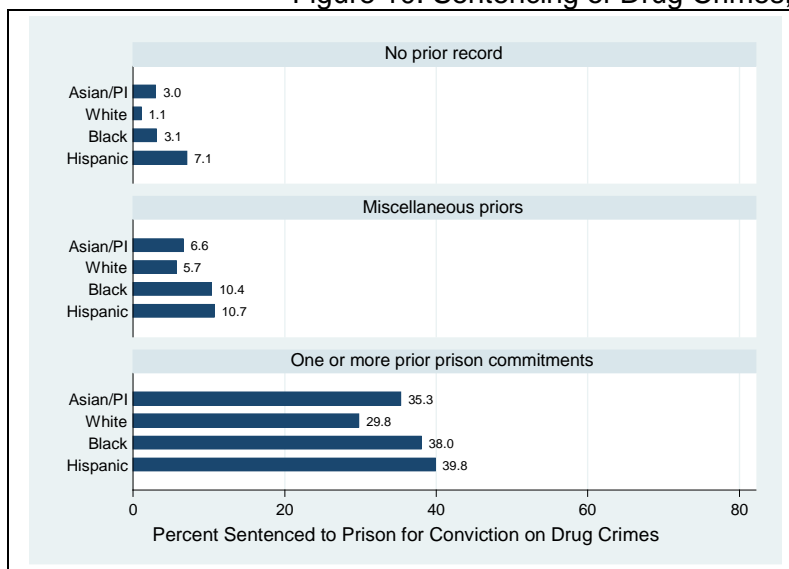 No prior record
Asian/PI 3.0
White 1.1
Black 3.1
Hispanic 7.1
Miscellaneous priors
Asian/PI 6.6
White 5.7
Black 10.4
Hispanic 10.7
One or more prior prison commitments
Asian/PI 35.3
White 29.8
Black 38.0
Hispanic 39.8
0 20 40 60 80
Percent Sentenced to Prison for Conviction on Drug Crimes